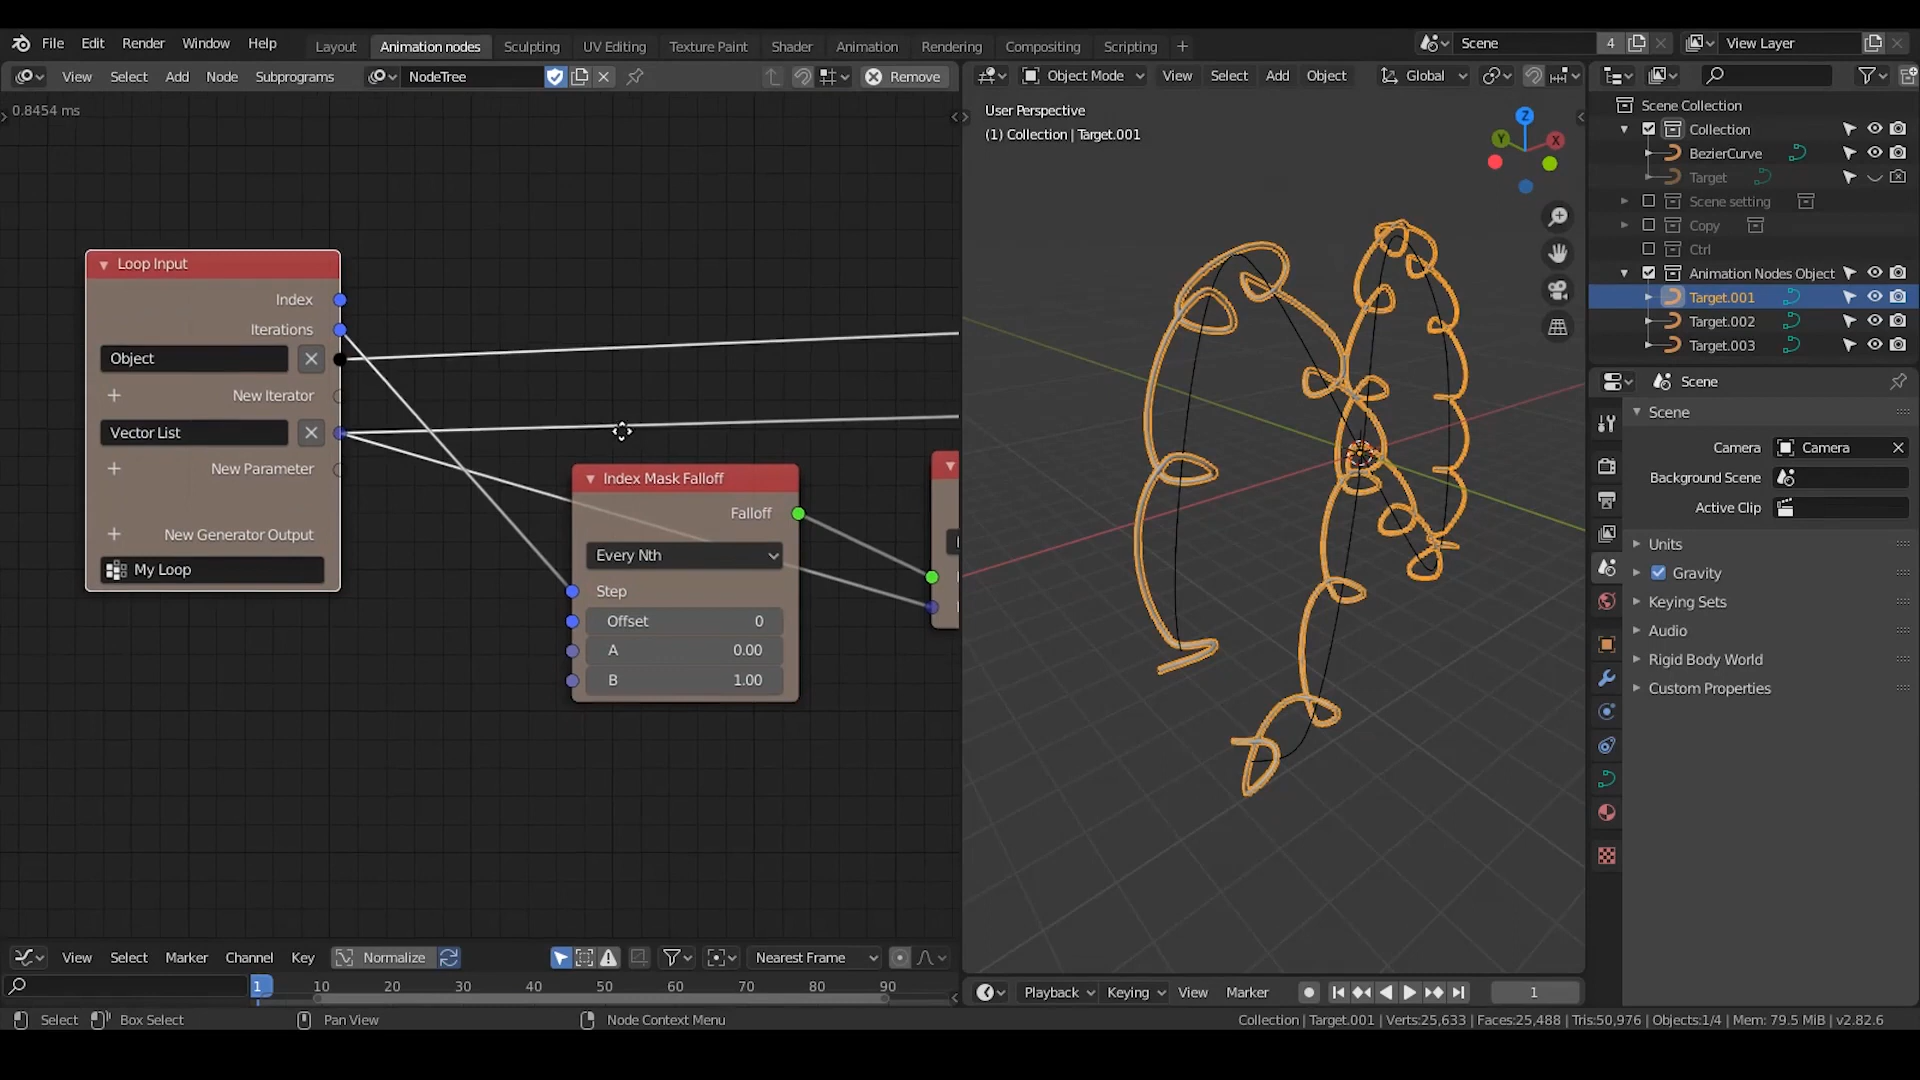 File Edit Render Window Help Layout Animation nodes Sculpting UV Editing Texture Paint Shader Animation Rendering Compositing Scripting + Scene 4 View Layer
View Select Add Node Subprograms NodeTree Remove
Object Mode View Select Add Object Global
0.8454 ms
User Perspective
(1) Collection | Target.001
Z
Y
X
Loop Input
Index
Iterations
Object
New Iterator
Vector List
New Parameter
New Generator Output
My Loop
Index Mask Falloff
Falloff
Every Nth
Step
Offset 0
A 0.00
B 1.00
Scene Collection
Collection
BezierCurve
Target
Scene setting
Copy
Ctrl
Animation Nodes Object
Target.001
Target.002
Target.003
Scene
Scene
Camera Camera
Background Scene
Active Clip
Units
Gravity
Keying Sets
Audio
Rigid Body World
Custom Properties
View Select Marker Channel Key Normalize Nearest Frame
1 10 20 30 40 50 60 70 80 90
Playback Keying View Marker 1
Select Box Select Pan View Node Context Menu
Collection | Target.001 | Verts:25,633 | Faces:25,488 | Tris:50,976 | Objects:1/4 | Mem: 79.5 MiB | v2.82.6